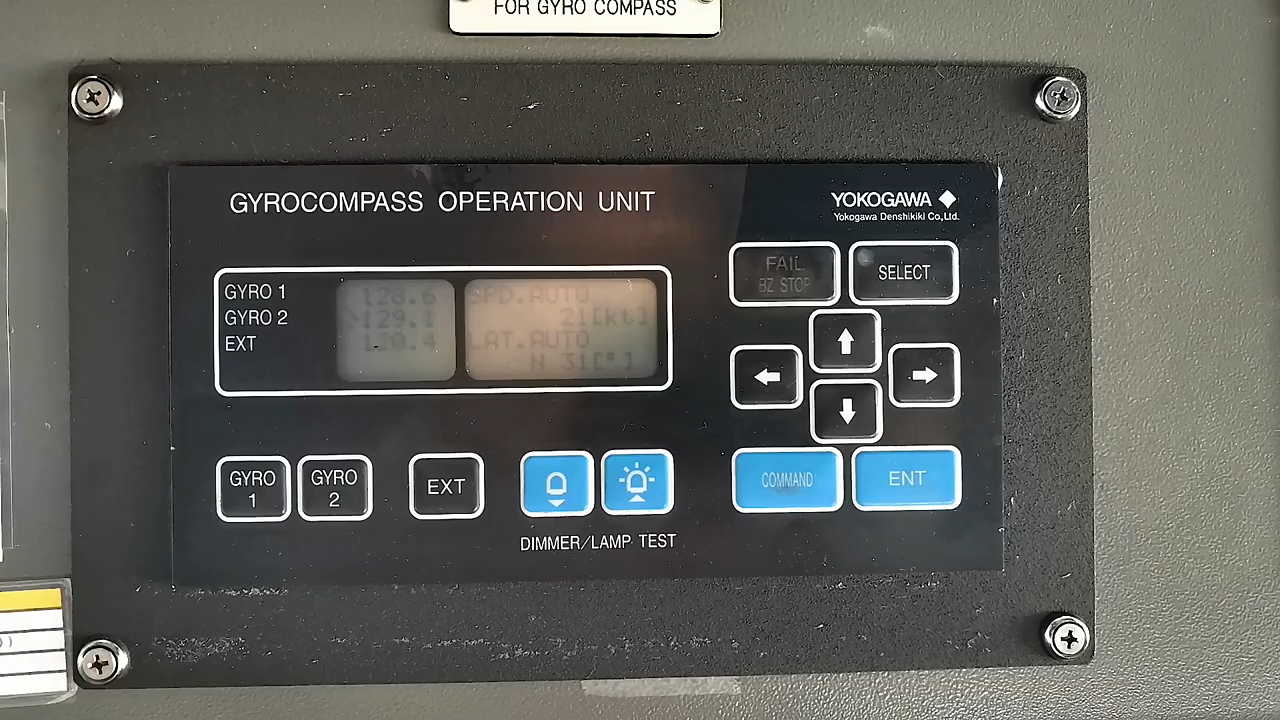 FOR GYRO COMPASS
GYROCOMPASS OPERATION UNIT
YOKOGAWA
Yokogawa Denshikiki Co,Ltd.
FAIL
BZ STOP
SELECT
GYRO 1 128.6
GYRO 2 >129.1
EXT 120.4
SPD.AUTO
21[kt]
LAT.AUTO
N 31[°]
GYRO
1
GYRO
2
EXT
COMMAND
ENT
DIMMER/LAMP TEST